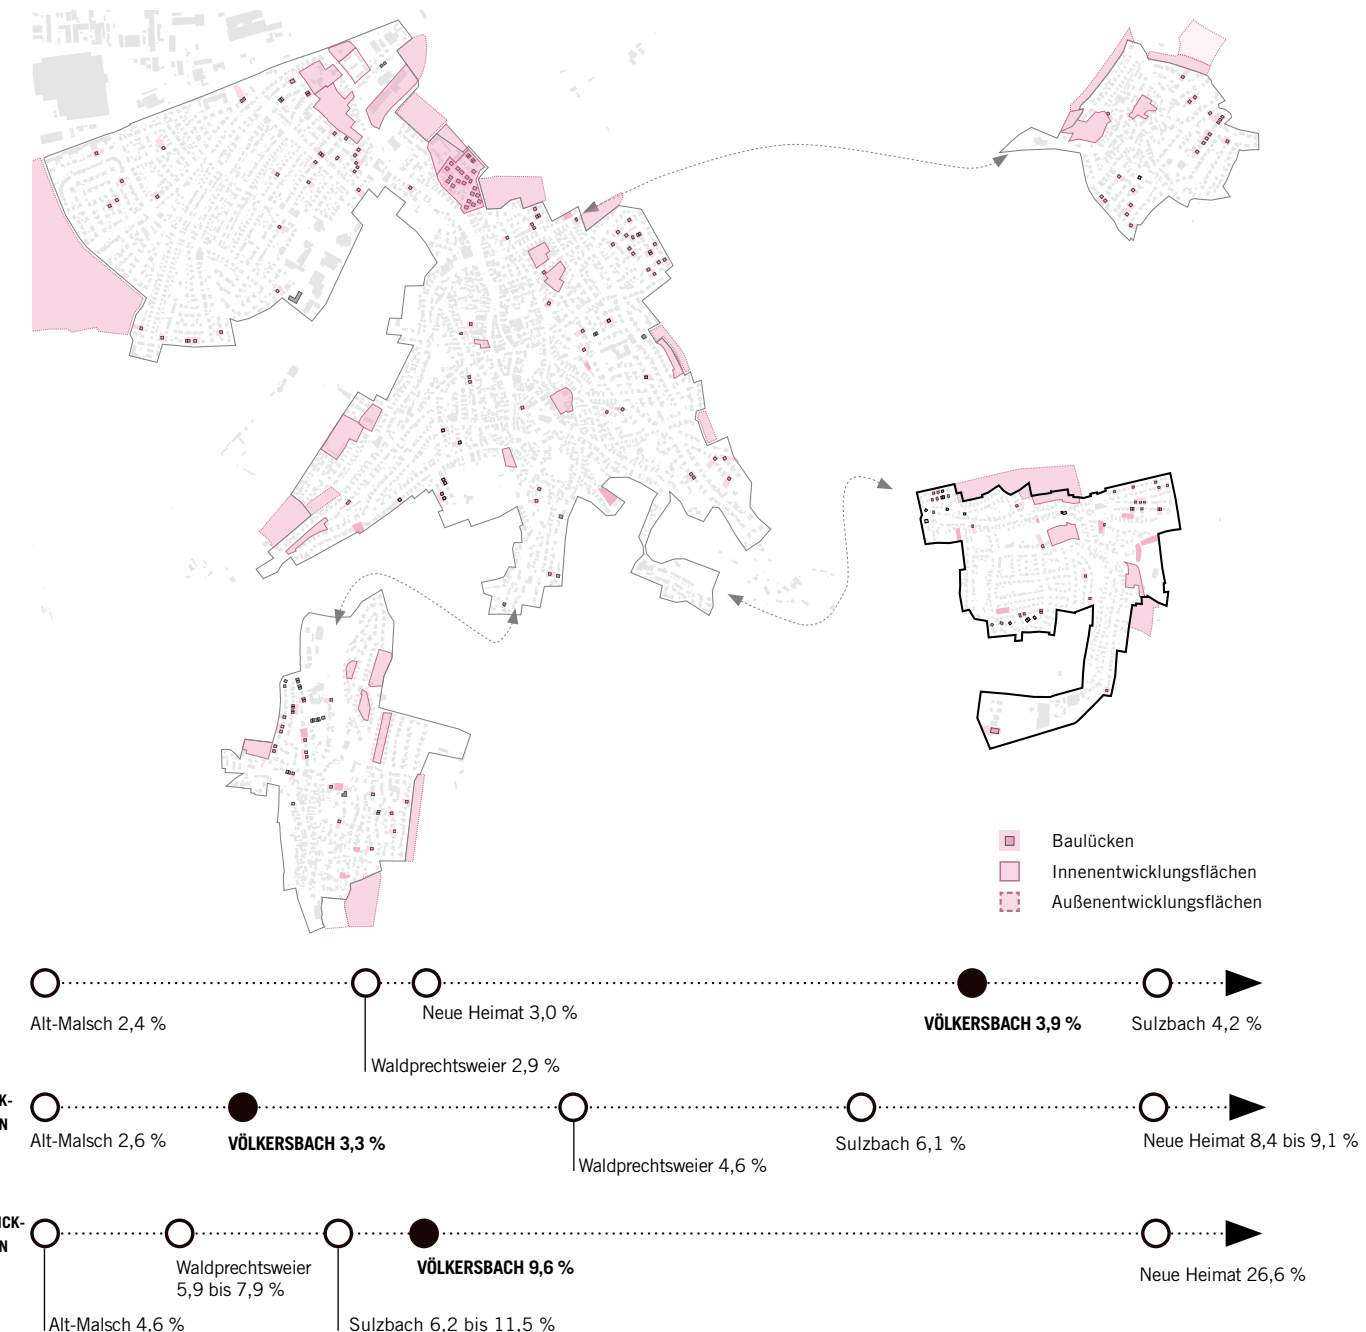 Baulücken
Innenentwicklungsflächen
Außenentwicklungsflächen
Alt-Malsch 2,4 %
Waldprechtsweier 2,9 %
Neue Heimat 3,0 %
VÖLKERSBACH 3,9 %
Sulzbach 4,2 %
K-
N
Alt-Malsch 2,6 %
VÖLKERSBACH 3,3 %
Waldprechtsweier 4,6 %
Sulzbach 6,1 %
Neue Heimat 8,4 bis 9,1 %
ICK-
N
Alt-Malsch 4,6 %
Waldprechtsweier
5,9 bis 7,9 %
Sulzbach 6,2 bis 11,5 %
VÖLKERSBACH 9,6 %
Neue Heimat 26,6 %